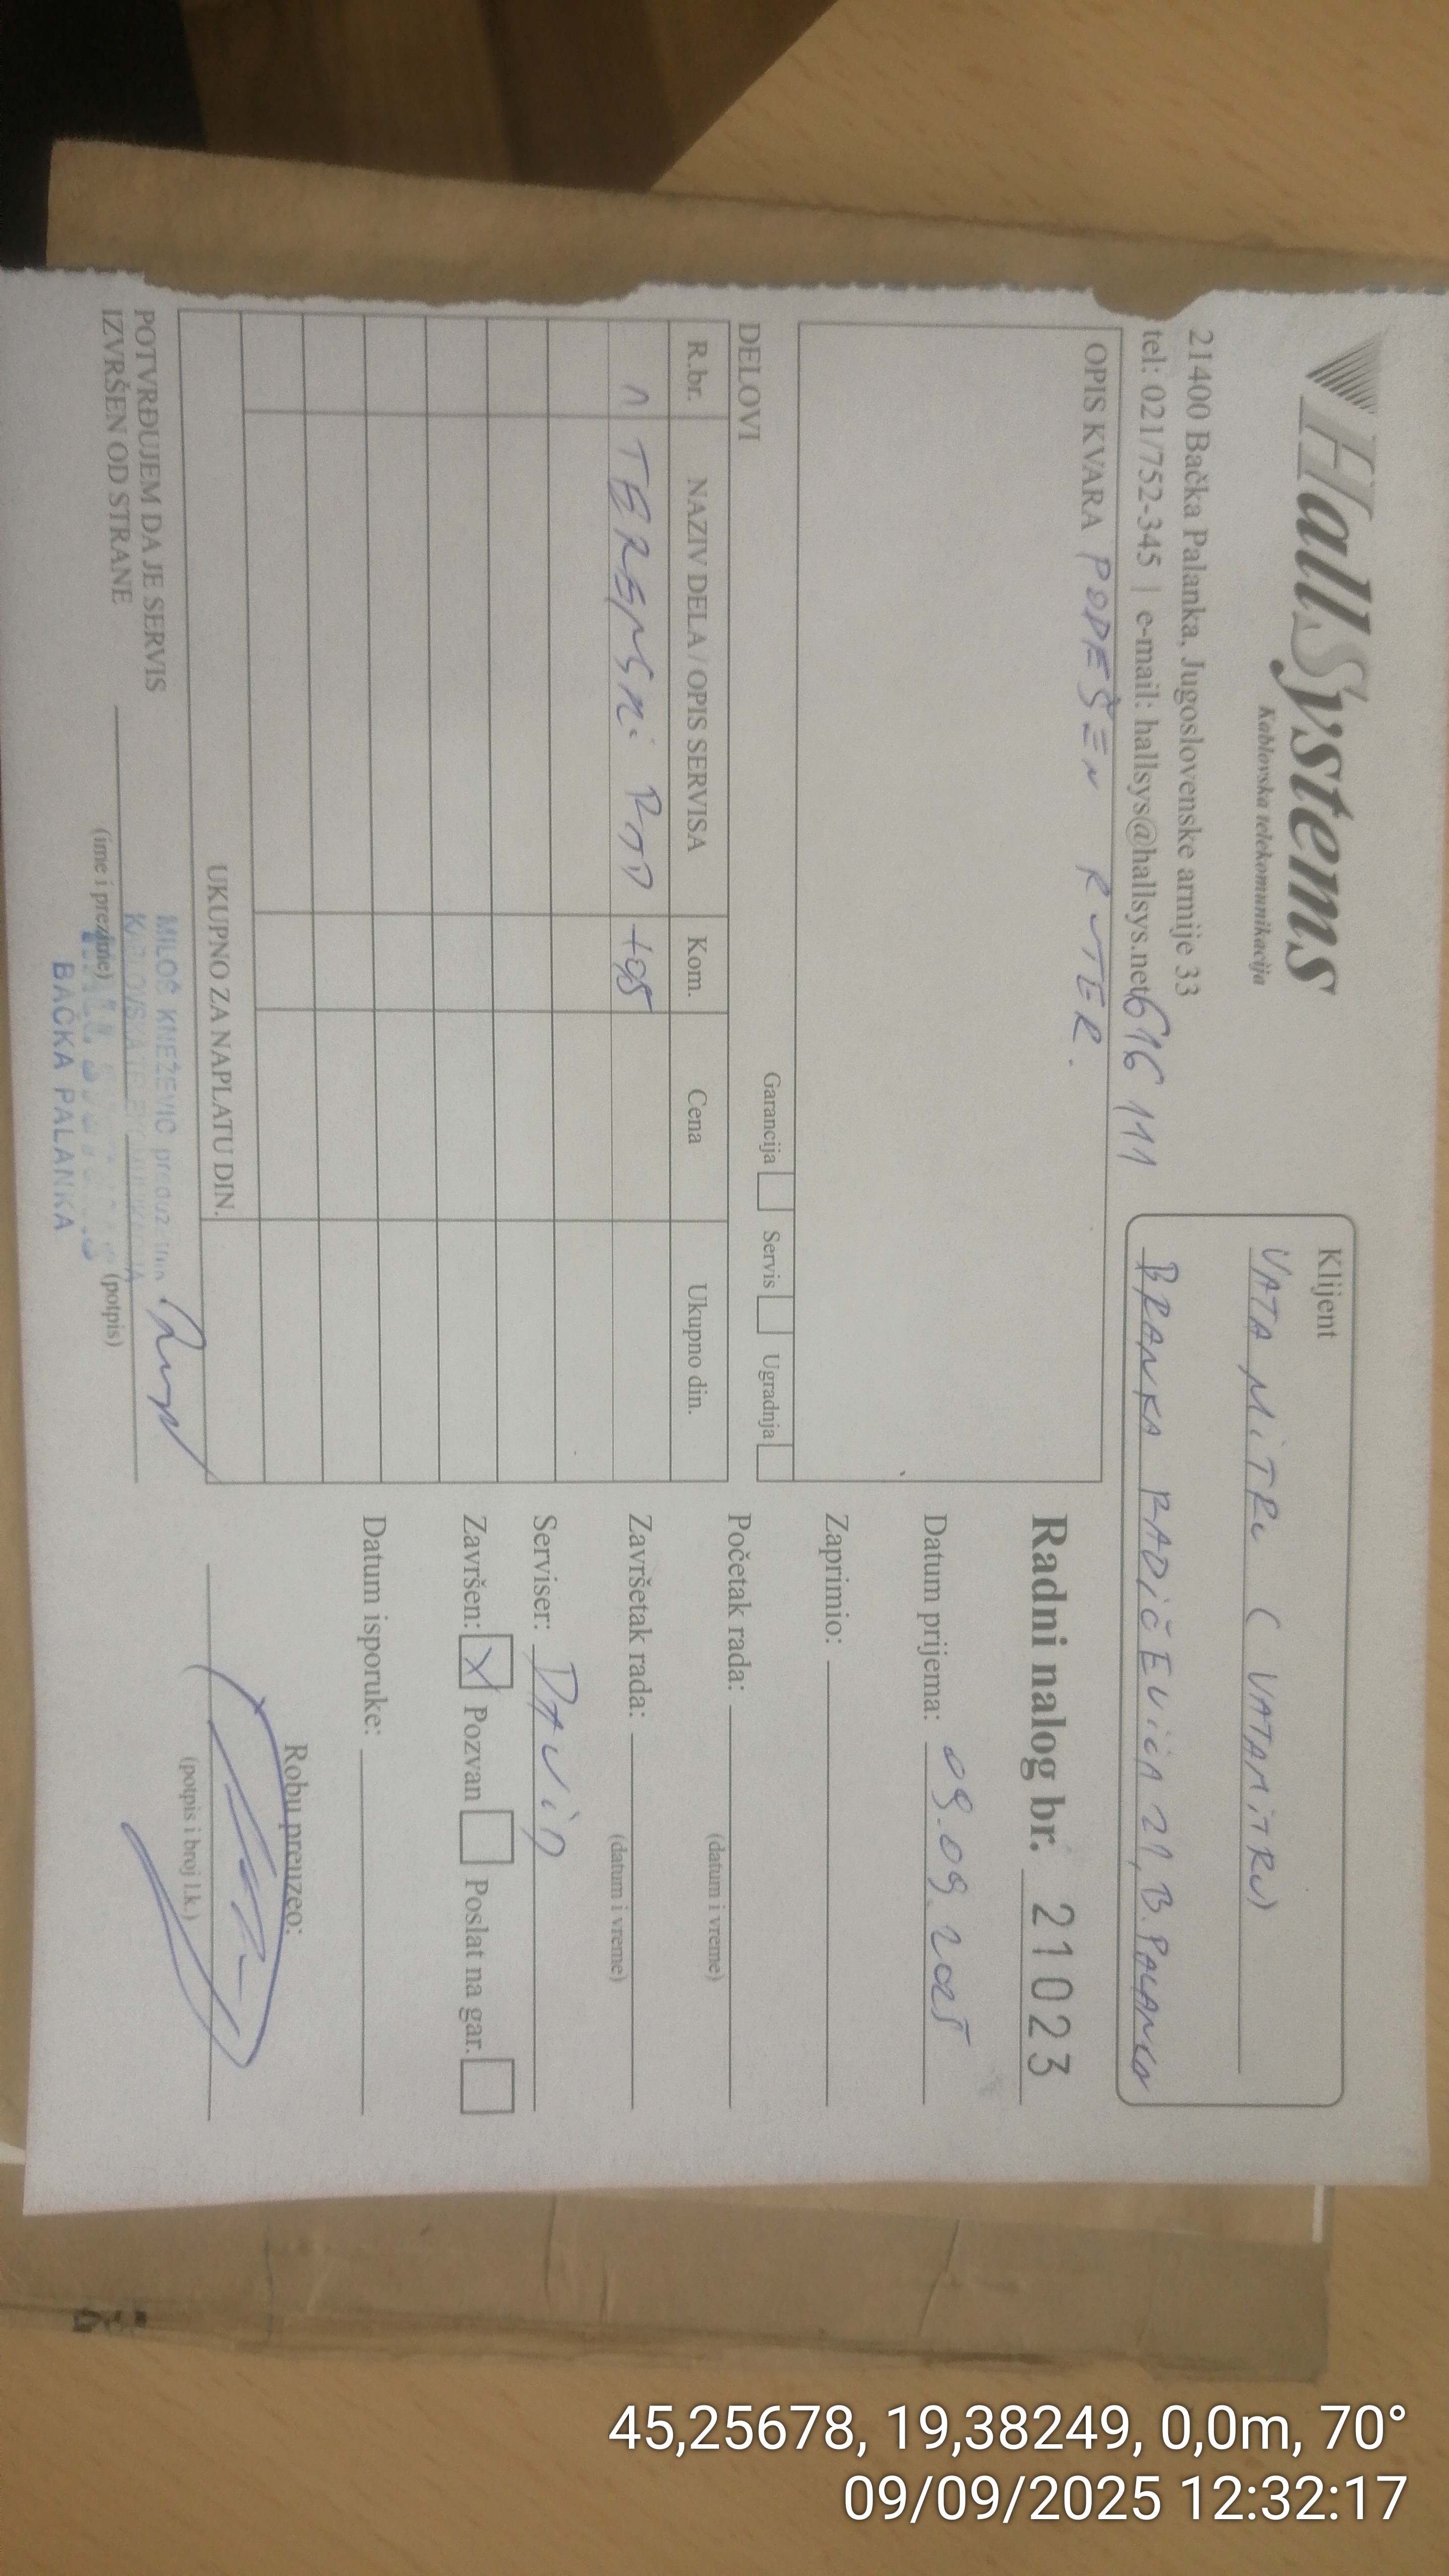 HallSystems
Kablovska telekomunikacija
21400 Bačka Palanka, Jugoslovenske armije 33
tel: 021/752-345 | e-mail: hallsys@hallsys.net 616 111
Klijent
VATA MiTRu ( VATAMiTRU)
BRANKA RADiČEViĆA 21, B. PALANKA
OPIS KVARA PODEŠEN RUTER.
Garancija Servis Ugradnja
DELOVI
R.br. NAZIV DELA / OPIS SERVISA Kom. Cena Ukupno din.
1 TERENSKi RAD
UKUPNO ZA NAPLATU DIN.
POTVRĐUJEM DA JE SERVIS
IZVRŠEN OD STRANE
(ime i prezime) (potpis)
MILOŠ KNEŽEVIĆ
BAČKA PALANKA
Radni nalog br. 21023
Datum prijema: 09.09.2025
Zaprimio:
Početak rada:
(datum i vreme)
Završetak rada:
(datum i vreme)
Serviser: DAViD
Završen: X Pozvan Poslat na gar.
Datum isporuke:
Robu preuzeo:
(potpis i broj l.k.)
45,25678, 19,38249, 0,0m, 70°
09/09/2025 12:32:17